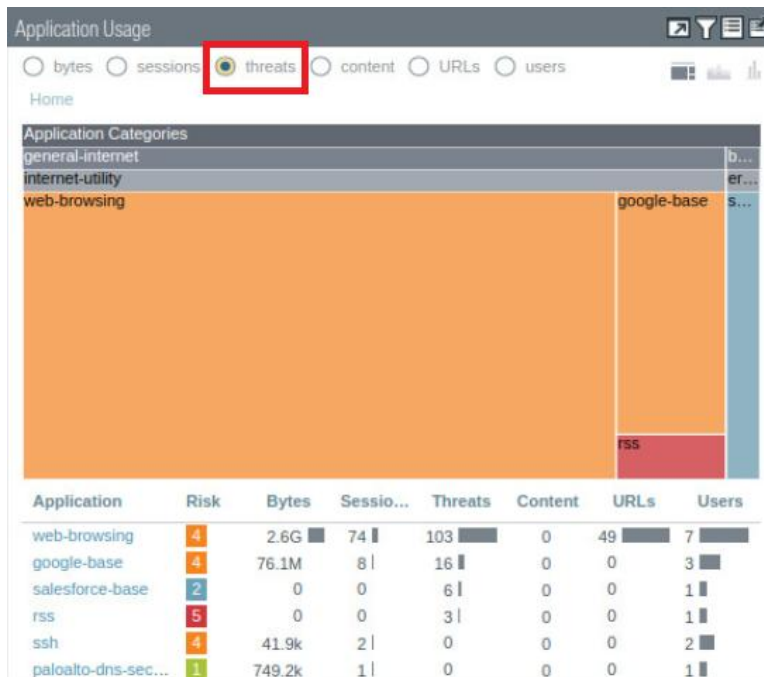 Application Usage
bytes sessions threats content URLs users
Home
Application Categories
general-internet b...
internet-utility er...
web-browsing google-base s...
rss
Application Risk Bytes Sessio... Threats Content URLs Users
web-browsing 4 2.6G 74 103 0 49 7
google-base 4 76.1M 8 16 0 0 3
salesforce-base 2 0 0 6 0 0 1
rss 5 0 0 3 0 0 1
ssh 4 41.9k 2 0 0 0 2
paloalto-dns-sec... 1 749.2k 1 0 0 0 1